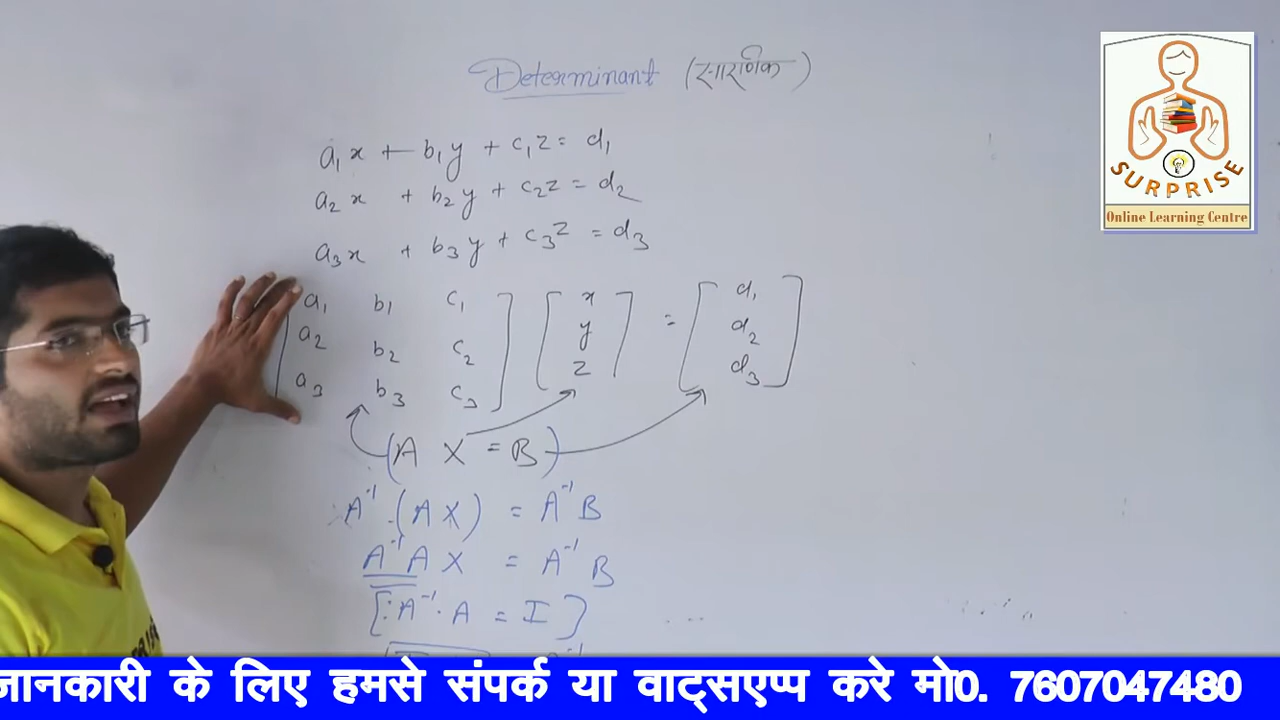 Determinant (सारणिक)
a₁x + b₁y + c₁z = d₁
a₂x + b₂y + c₂z = d₂
a₃x + b₃y + c₃z = d₃
[a₁ b₁ c₁] [x] = [d₁]
[a₂ b₂ c₂] [y] [d₂]
[a₃ b₃ c₃] [z] [d₃]
(A X = B)
A⁻¹.(AX) = A⁻¹B
A⁻¹AX = A⁻¹B
[∵A⁻¹.A = I]
SURPRISE
Online Learning Centre
जानकारी के लिए हमसे संपर्क या वाट्सएप्प करे मो0. 7607047480